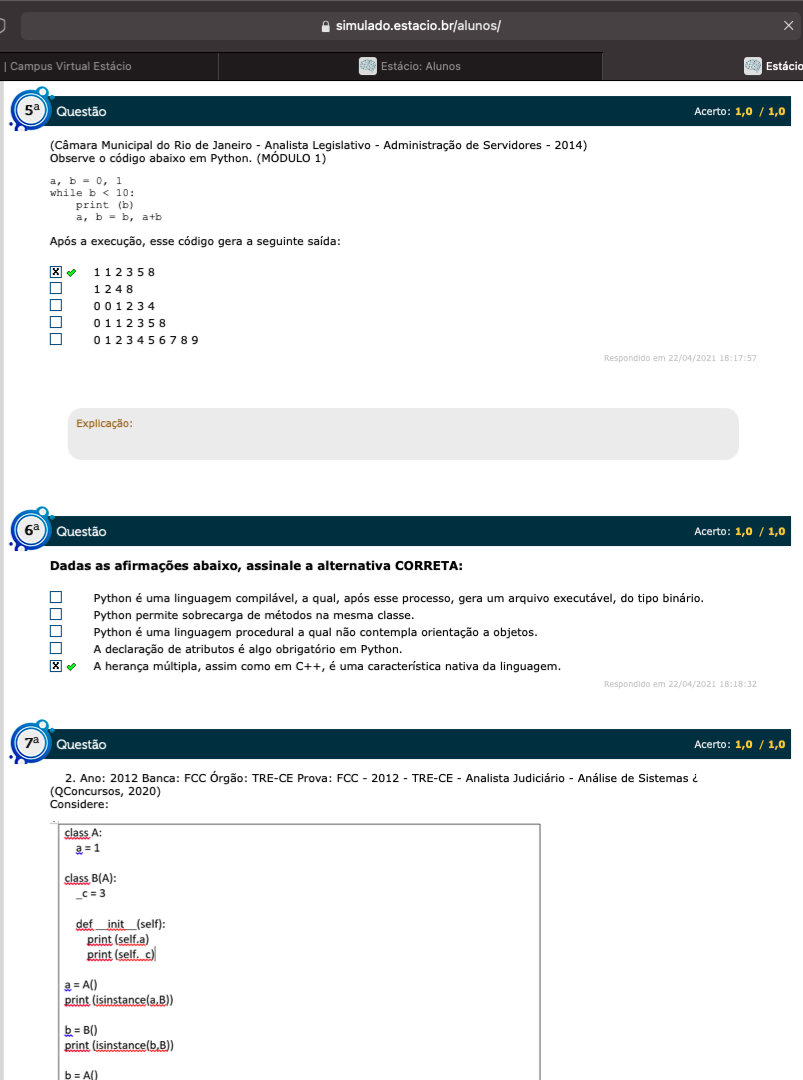 simulado.estacio.br/alunos/
| Campus Virtual Estácio
Estácio: Alunos
Estácio
5ª Questão
Acerto: 1,0 / 1,0
(Câmara Municipal do Rio de Janeiro - Analista Legislativo - Administração de Servidores - 2014)
Observe o código abaixo em Python. (MÓDULO 1)
a, b = 0, 1
while b < 10:
    print (b)
    a, b = b, a+b
Após a execução, esse código gera a seguinte saída:
X 1 1 2 3 5 8
1 2 4 8
0 0 1 2 3 4
0 1 1 2 3 5 8
0 1 2 3 4 5 6 7 8 9
Respondido em 22/04/2021 18:17:57
Explicação:
6ª Questão
Acerto: 1,0 / 1,0
Dadas as afirmações abaixo, assinale a alternativa CORRETA:
Python é uma linguagem compilável, a qual, após esse processo, gera um arquivo executável, do tipo binário.
Python permite sobrecarga de métodos na mesma classe.
Python é uma linguagem procedural a qual não contempla orientação a objetos.
A declaração de atributos é algo obrigatório em Python.
X A herança múltipla, assim como em C++, é uma característica nativa da linguagem.
Respondido em 22/04/2021 18:18:32
7ª Questão
Acerto: 1,0 / 1,0
2. Ano: 2012 Banca: FCC Órgão: TRE-CE Prova: FCC - 2012 - TRE-CE - Analista Judiciário - Análise de Sistemas ¿
(QConcursos, 2020)
Considere:
class A:
    a = 1
class B(A):
    _c = 3
    def __init__(self):
        print (self.a)
        print (self._c)
a = A()
print (isinstance(a,B))
b = B()
print (isinstance(b,B))
b = A()